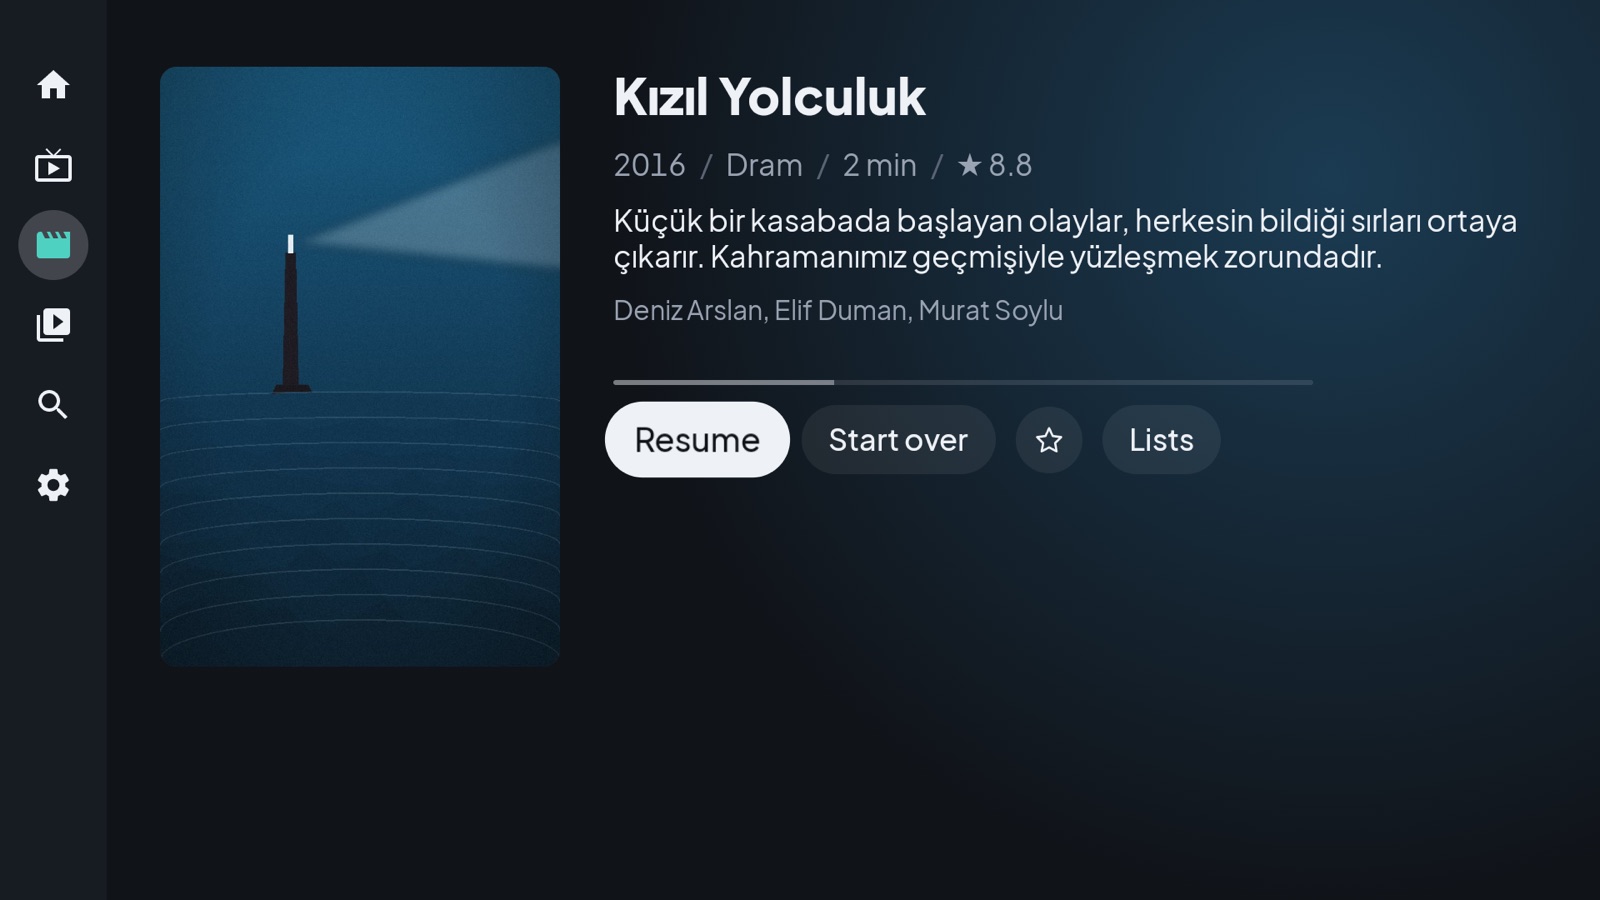 Kızıl Yolculuk
2016 / Dram / 2 min / ★ 8.8
Küçük bir kasabada başlayan olaylar, herkesin bildiği sırları ortaya
çıkarır. Kahramanımız geçmişiyle yüzleşmek zorundadır.
Deniz Arslan, Elif Duman, Murat Soylu
Resume
Start over
Lists